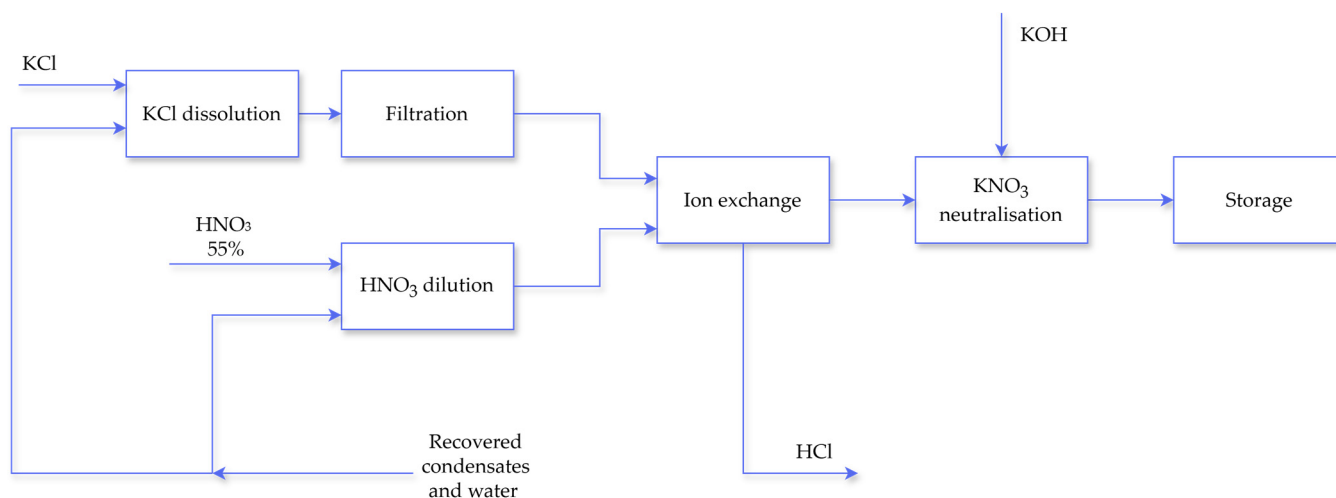 KCl
KCl dissolution
Filtration
HNO₃
55%
HNO₃ dilution
Ion exchange
KOH
KNO₃
neutralisation
Storage
Recovered
condensates
and water
HCl